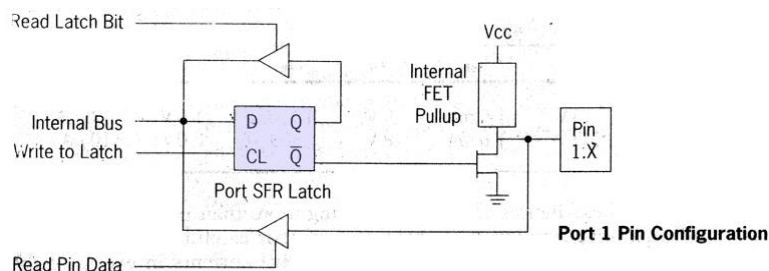 Read Latch Bit
Vcc
Internal
FET
Pullup
Internal Bus
D Q
Pin
1:X
Write to Latch
CL Q̅
Port SFR Latch
Port 1 Pin Configuration
Read Pin Data